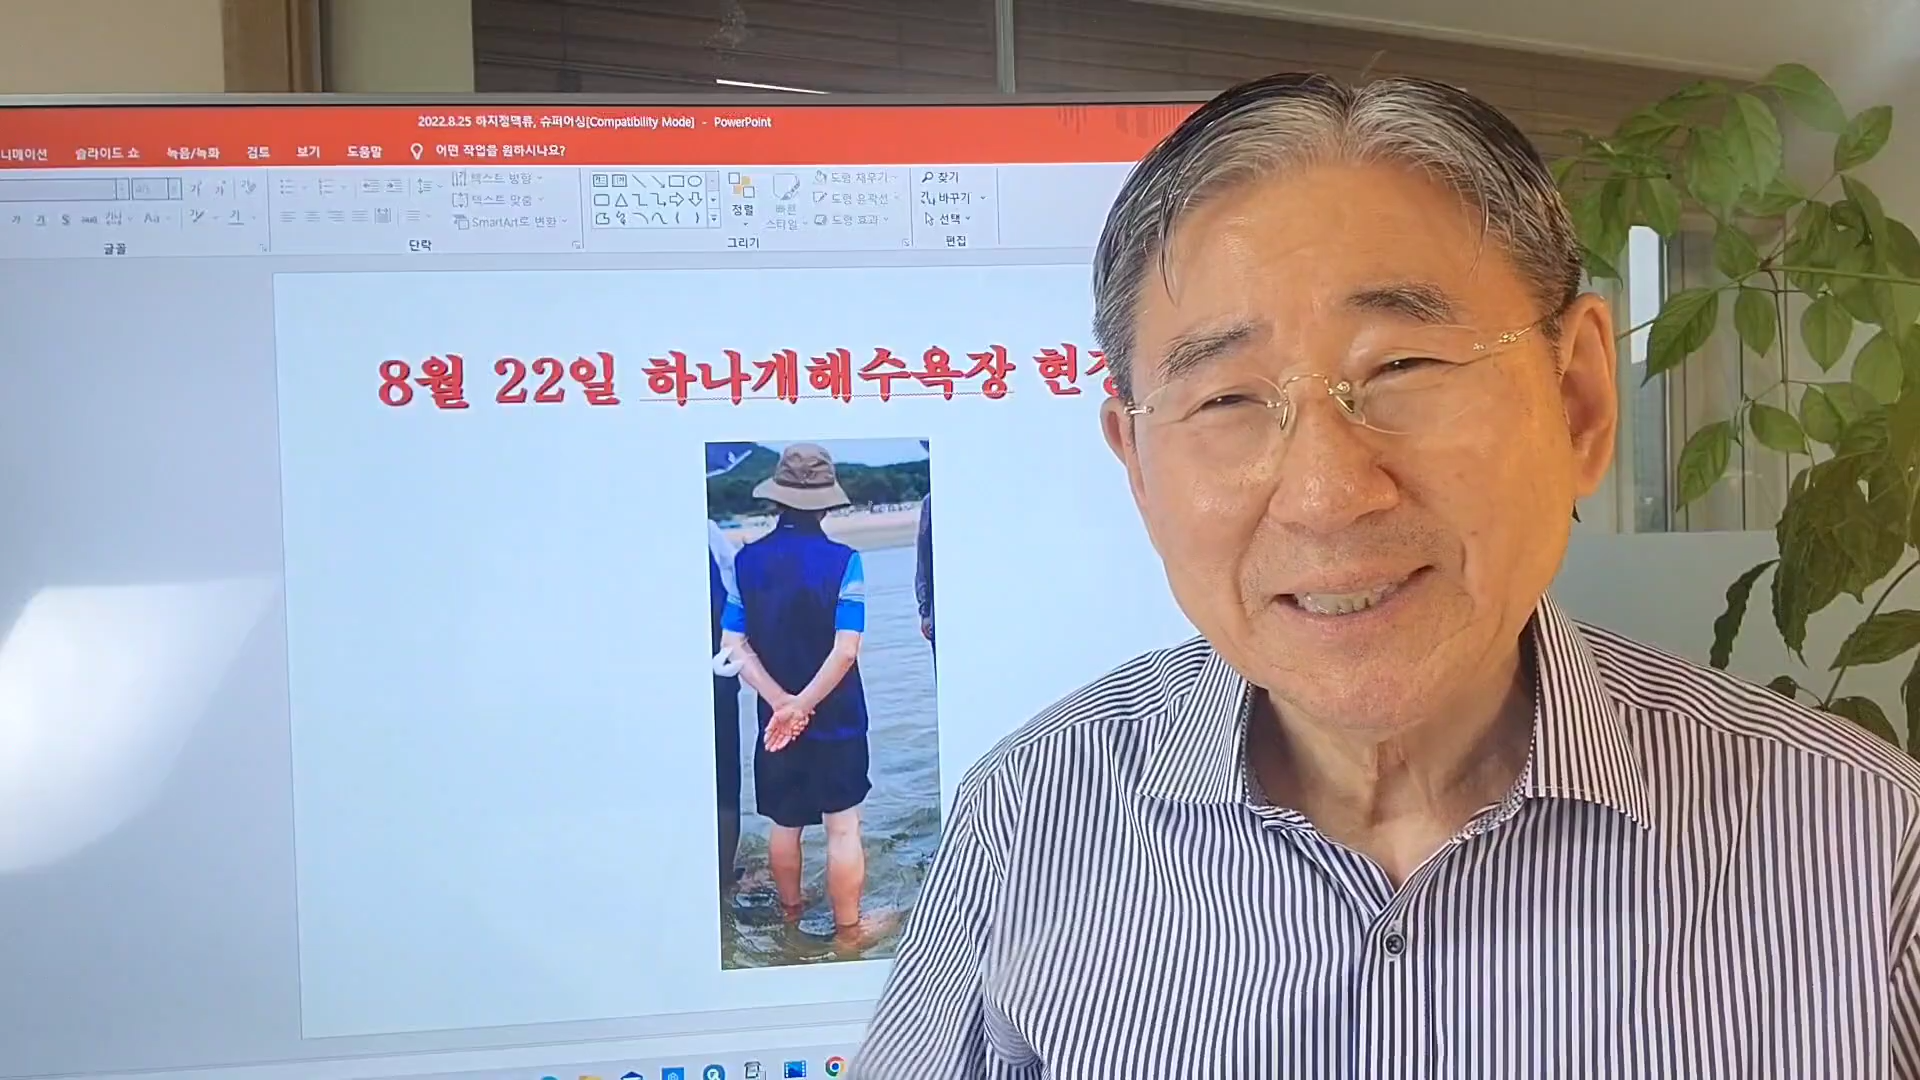 2022.8.25 하지정맥류, 슈퍼어싱[Compatibility Mode] - PowerPoint
니메이션 슬라이드 쇼 녹음/녹화 검토 보기 도움말 어떤 작업을 원하시나요?
텍스트 방향
텍스트 맞춤
SmartArt로 변환
정렬
빠른
스타일
도형 채우기
도형 윤곽선
도형 효과
찾기
바꾸기
선택
글꼴 단락 그리기 편집
8월 22일 하나개해수욕장 현